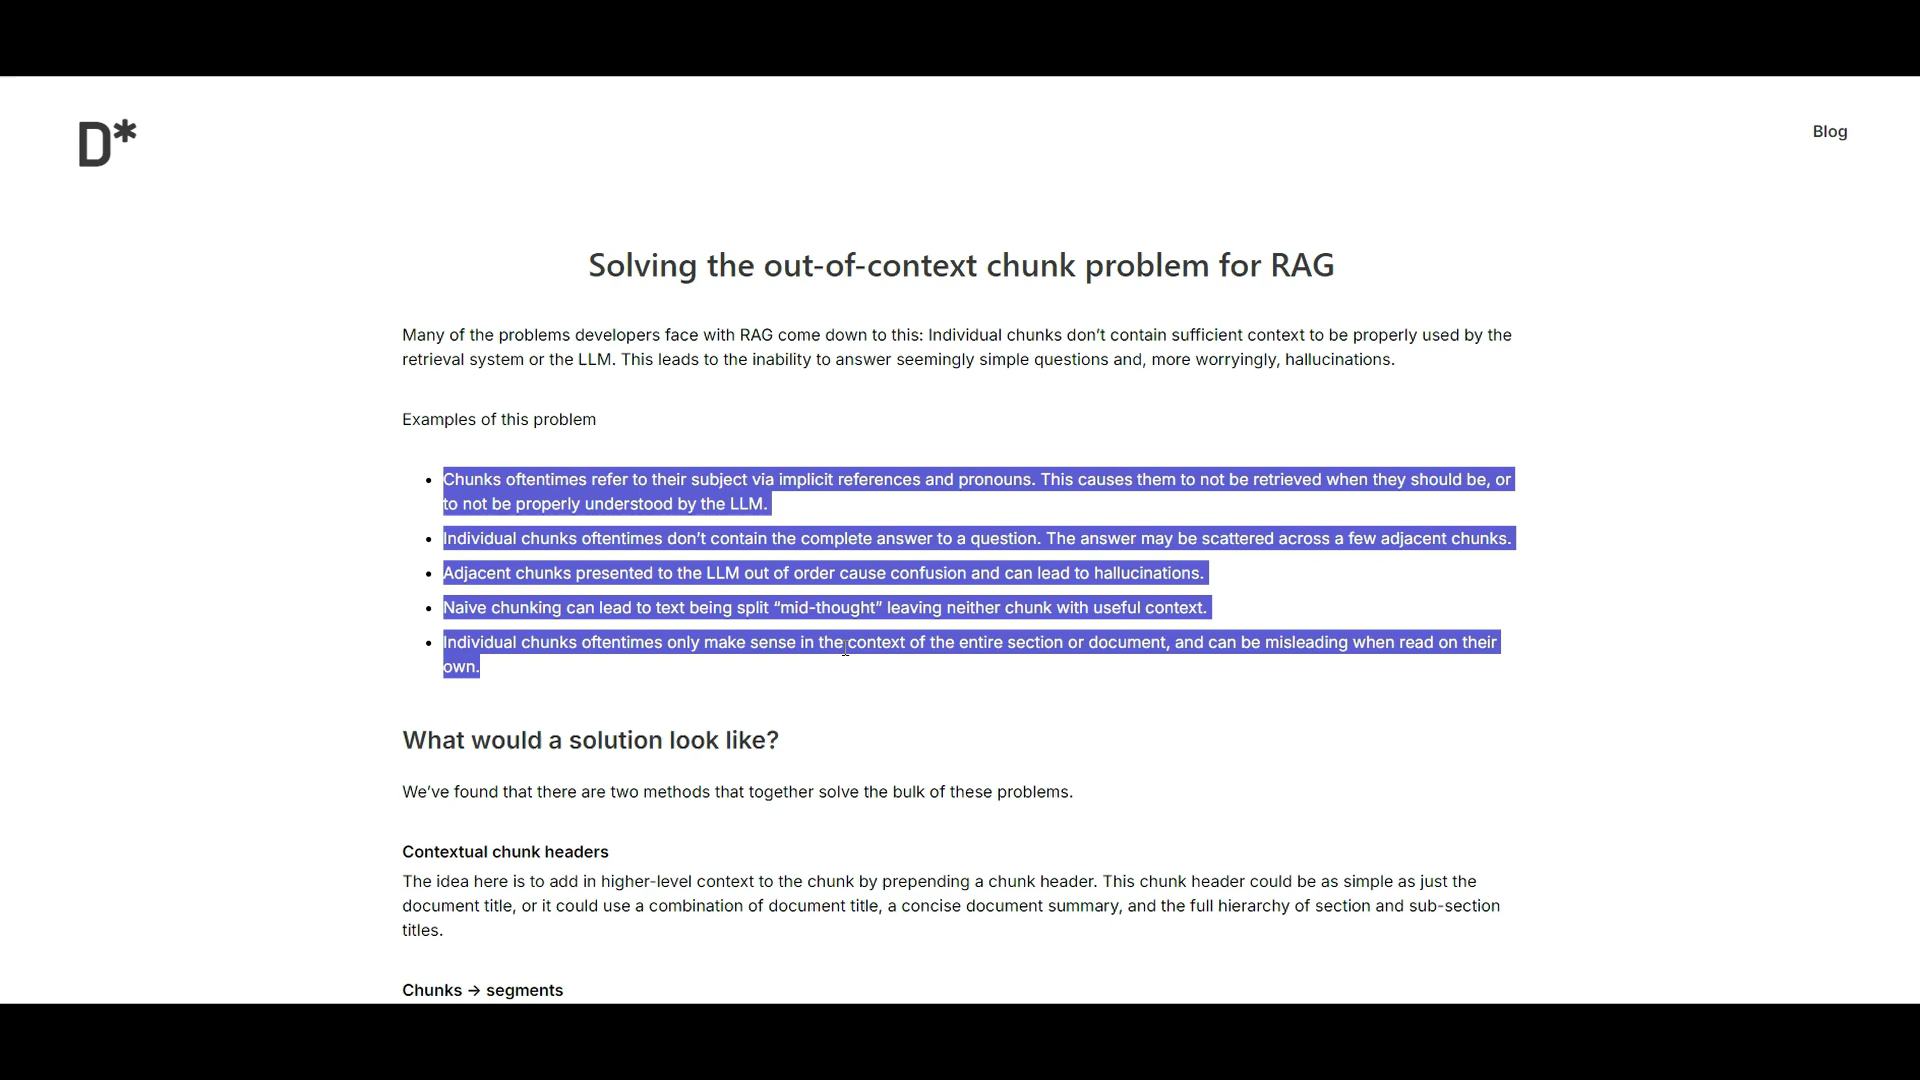 D*
Blog
Solving the out-of-context chunk problem for RAG
Many of the problems developers face with RAG come down to this: Individual chunks don’t contain sufficient context to be properly used by the
retrieval system or the LLM. This leads to the inability to answer seemingly simple questions and, more worryingly, hallucinations.
Examples of this problem
• Chunks oftentimes refer to their subject via implicit references and pronouns. This causes them to not be retrieved when they should be, or
to not be properly understood by the LLM.
• Individual chunks oftentimes don’t contain the complete answer to a question. The answer may be scattered across a few adjacent chunks.
• Adjacent chunks presented to the LLM out of order cause confusion and can lead to hallucinations.
• Naive chunking can lead to text being split “mid-thought” leaving neither chunk with useful context.
• Individual chunks oftentimes only make sense in the context of the entire section or document, and can be misleading when read on their
own.
What would a solution look like?
We’ve found that there are two methods that together solve the bulk of these problems.
Contextual chunk headers
The idea here is to add in higher-level context to the chunk by prepending a chunk header. This chunk header could be as simple as just the
document title, or it could use a combination of document title, a concise document summary, and the full hierarchy of section and sub-section
titles.
Chunks → segments